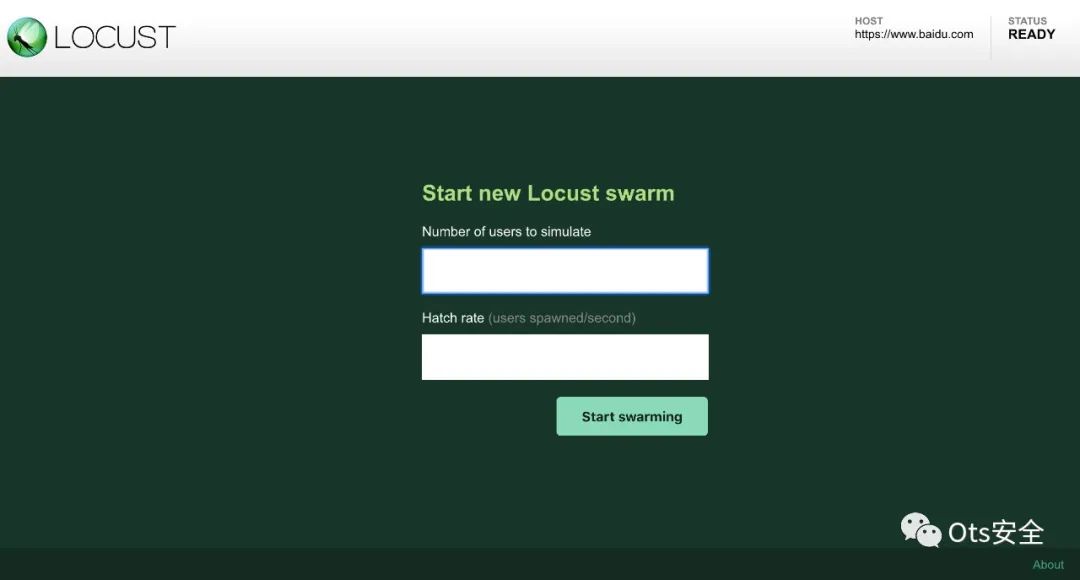 LOCUST
HOST
https://www.baidu.com
STATUS
READY
Start new Locust swarm
Number of users to simulate
Hatch rate (users spawned/second)
Start swarming
Ots安全
About